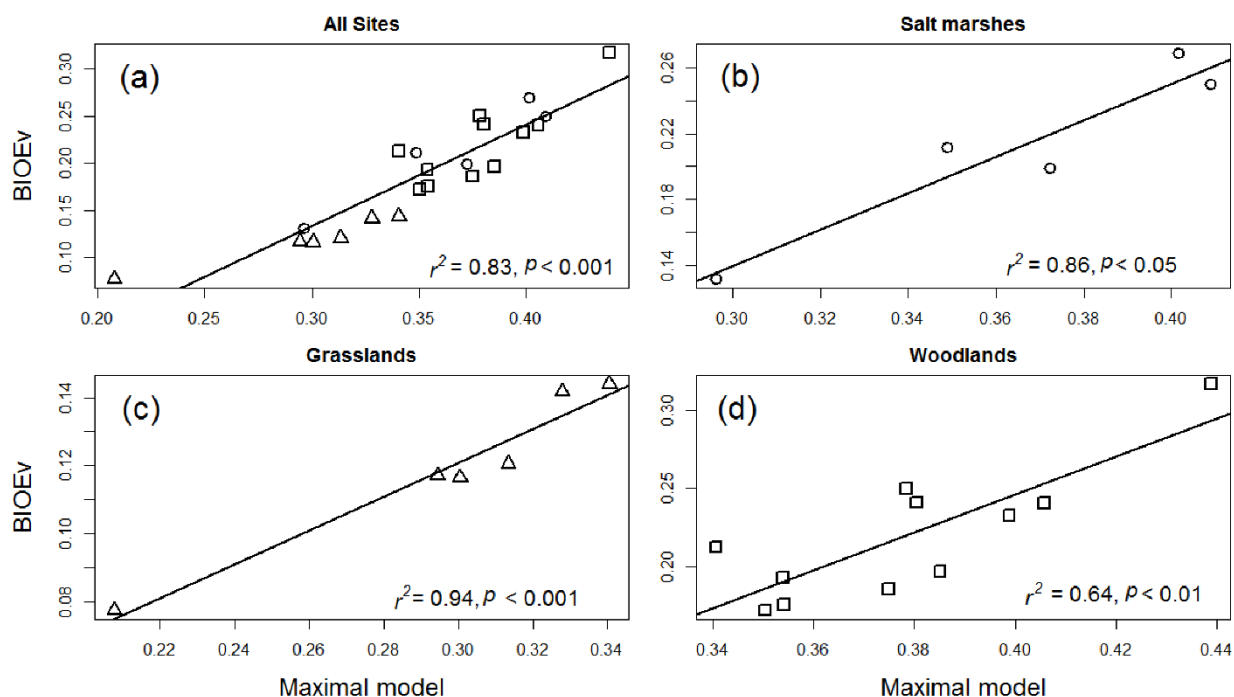 All Sites
(a)
BIOEv
0.10 0.15 0.20 0.25 0.30
r² = 0.83, p < 0.001
0.20 0.25 0.30 0.35 0.40
Salt marshes
(b)
0.14 0.18 0.22 0.26
r² = 0.86, p < 0.05
0.30 0.32 0.34 0.36 0.38 0.40
Grasslands
(c)
BIOEv
0.08 0.10 0.12 0.14
r² = 0.94, p < 0.001
0.22 0.24 0.26 0.28 0.30 0.32 0.34
Maximal model
Woodlands
(d)
0.20 0.25 0.30
r² = 0.64, p < 0.01
0.34 0.36 0.38 0.40 0.42 0.44
Maximal model